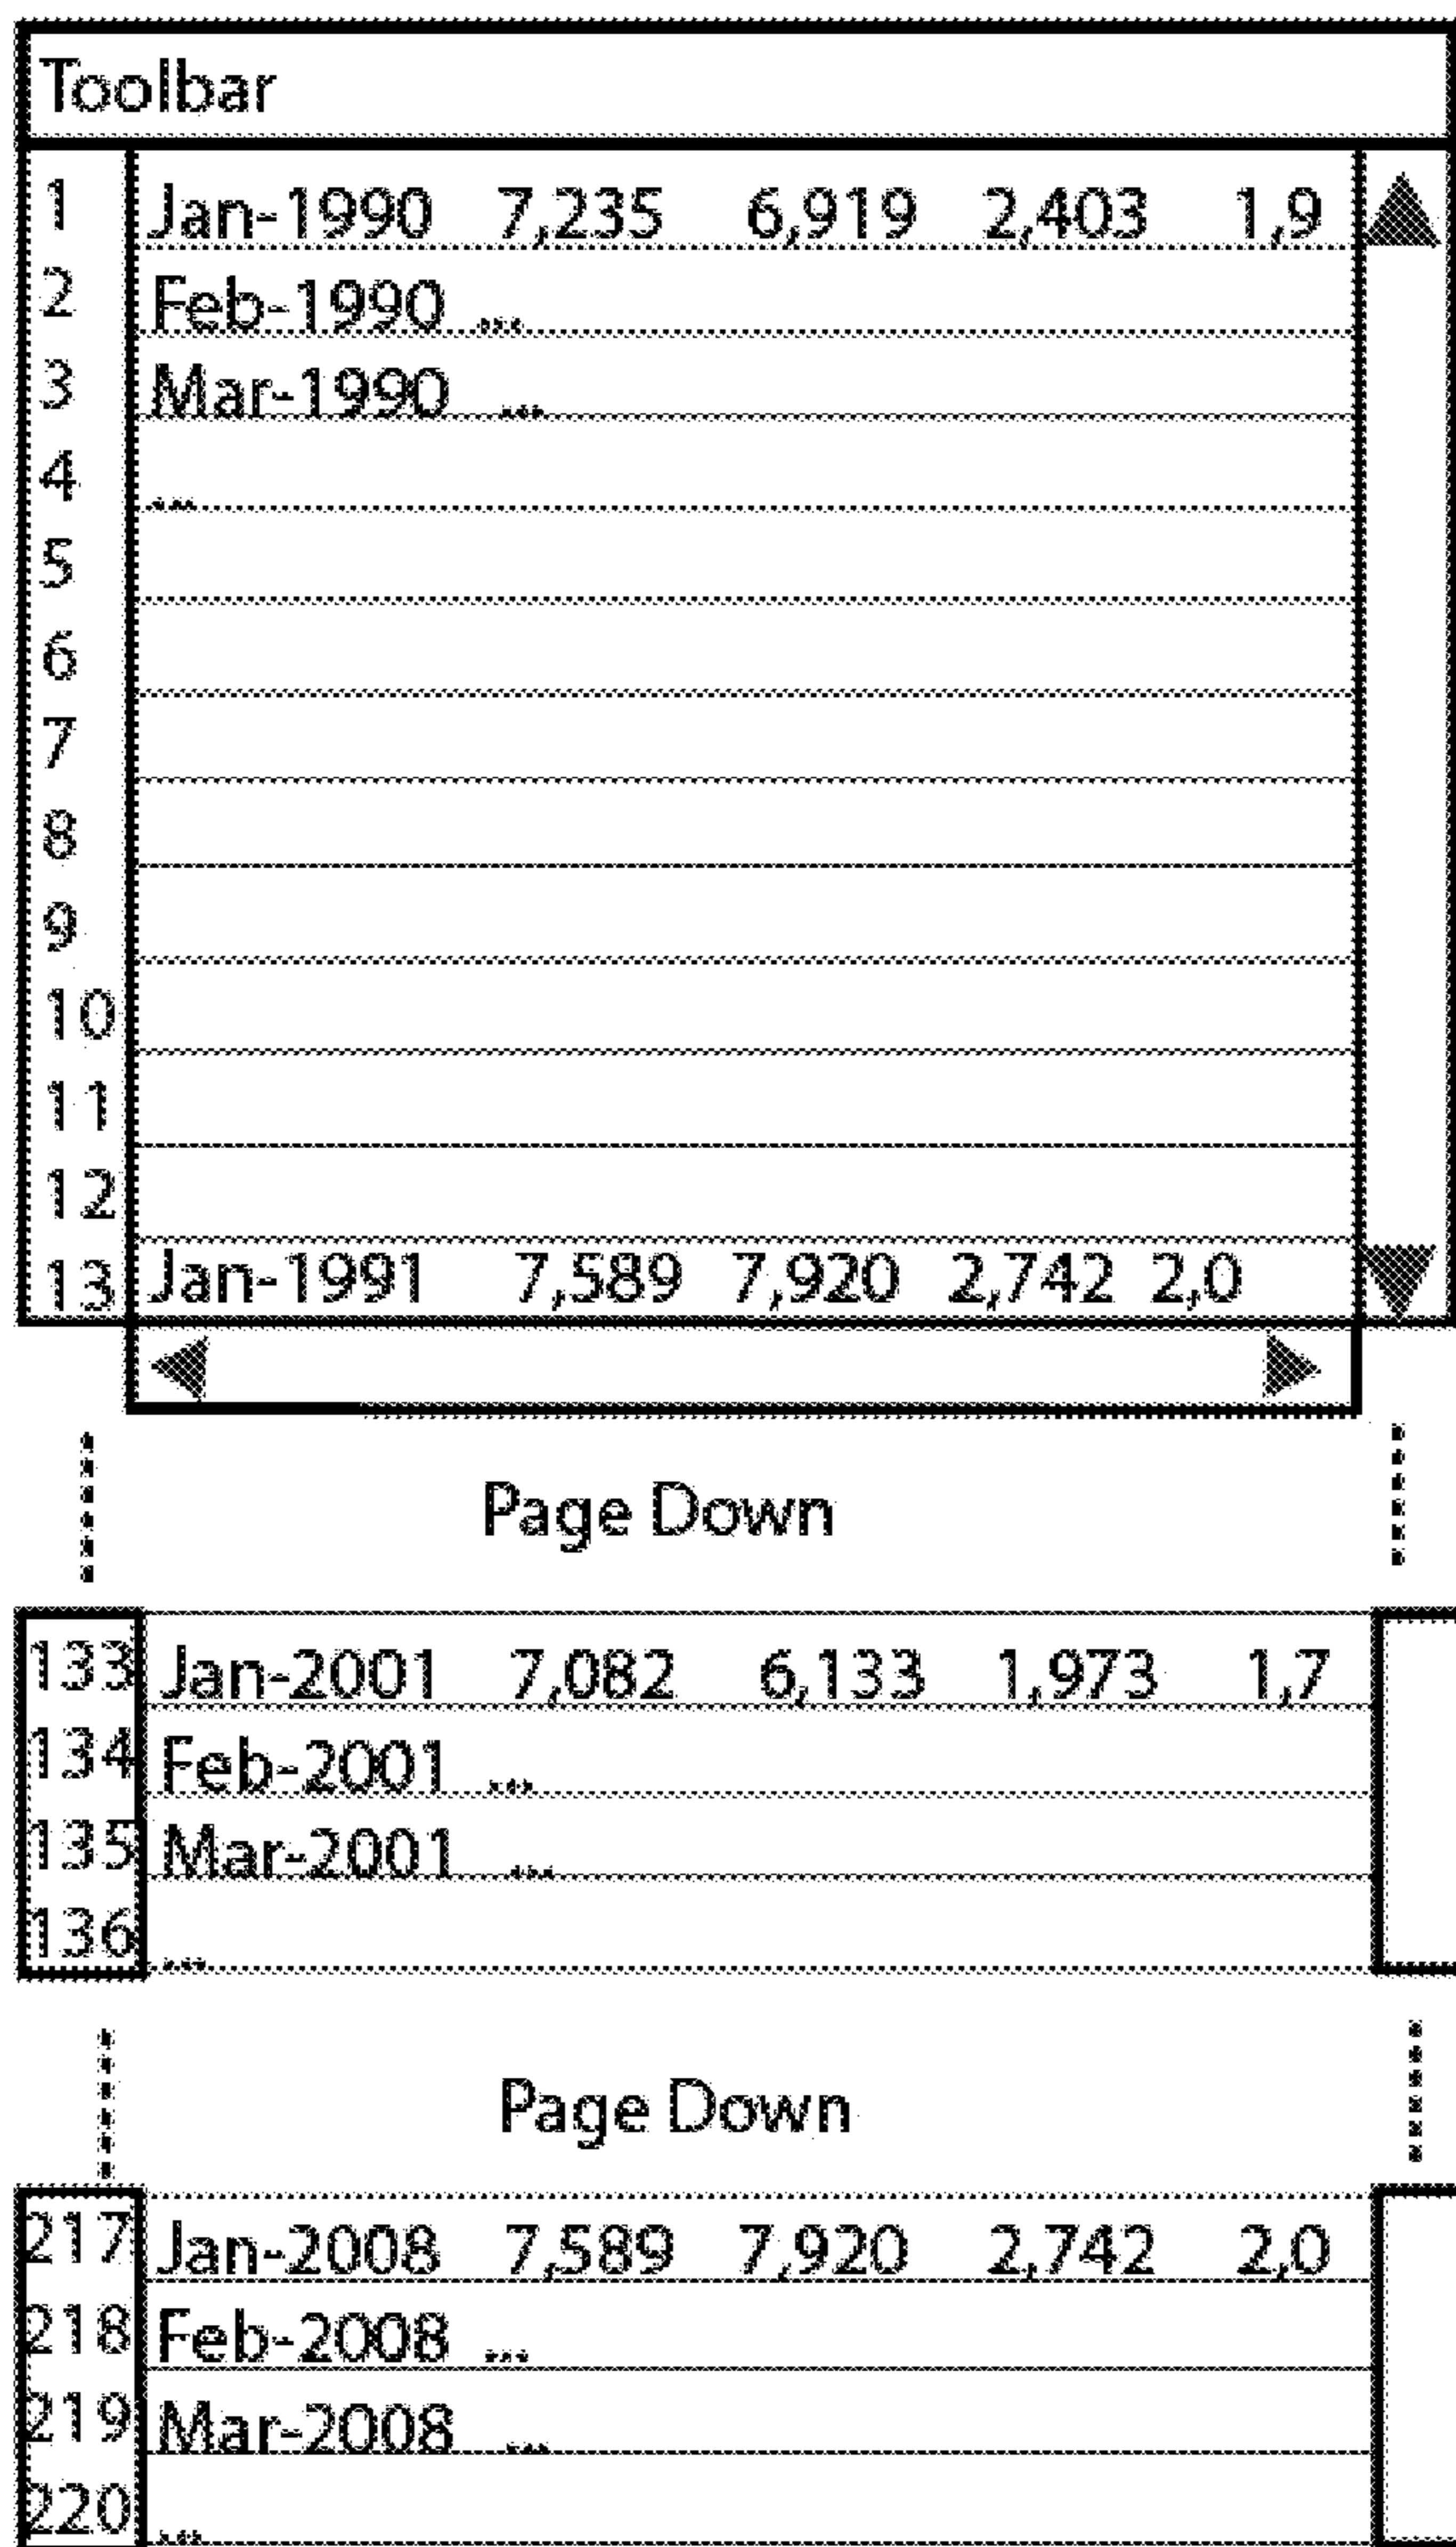 Toolbar
1 Jan-1990 7,235 6,919 2,403 1,9
2 Feb-1990 ...
3 Mar-1990 ...
4 ...
5
6
7
8
9
10
11
12
13 Jan-1991 7,589 7,920 2,742 2,0
Page Down
133 Jan-2001 7,082 6,133 1,973 1,7
134 Feb-2001 ...
135 Mar-2001 ...
136 ...
Page Down
217 Jan-2008 7,589 7,920 2,742 2,0
218 Feb-2008 ...
219 Mar-2008 ...
220 ...